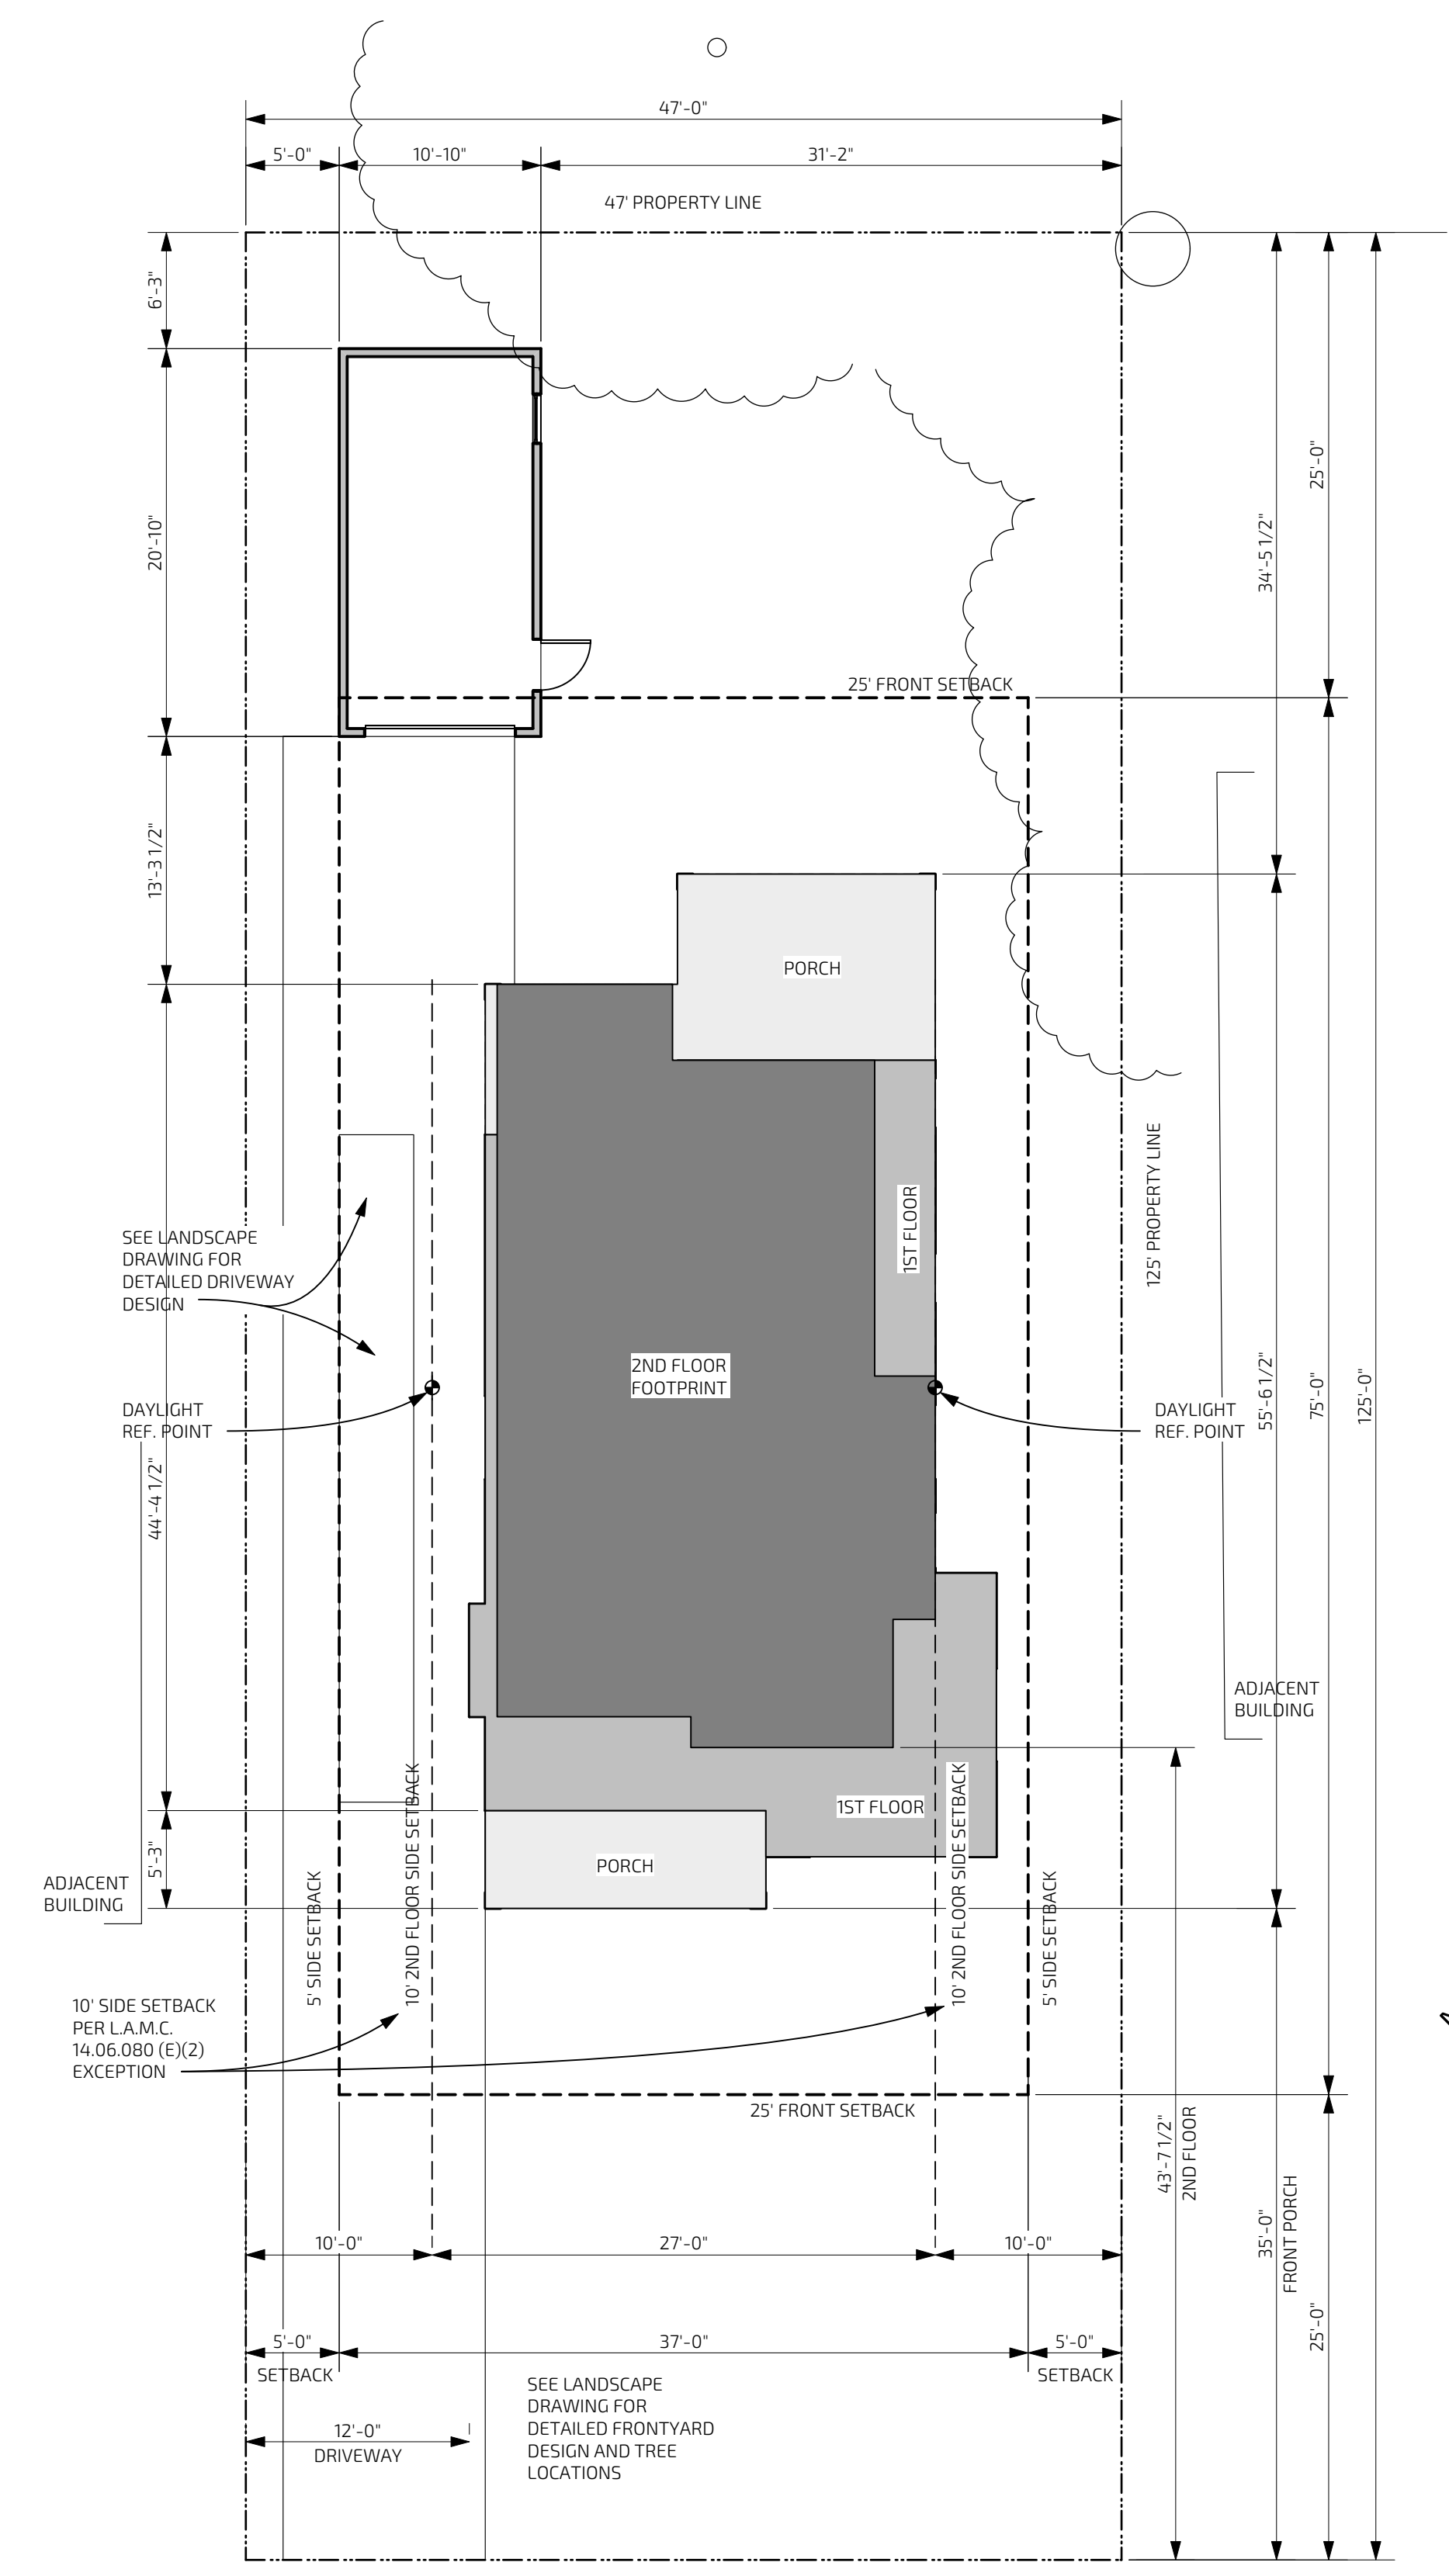 47'-0"
5'-0"
10'-10"
31'-2"
47' PROPERTY LINE
6'-3"
20'-10"
25'-0"
34'-5 1/2"
25' FRONT SETBACK
13'-3 1/2"
PORCH
125' PROPERTY LINE
1ST FLOOR
SEE LANDSCAPE
DRAWING FOR
DETAILED DRIVEWAY
DESIGN
2ND FLOOR
FOOTPRINT
55'-6 1/2"
75'-0"
125'-0"
DAYLIGHT
REF. POINT
DAYLIGHT
REF. POINT
44'-4 1/2"
ADJACENT
BUILDING
1ST FLOOR
5'-3"
PORCH
ADJACENT
BUILDING
5' SIDE SETBACK
10' 2ND FLOOR SIDE SETBACK
10' 2ND FLOOR SIDE SETBACK
5' SIDE SETBACK
10' SIDE SETBACK
PER L.A.M.C.
14.06.080 (E)(2)
EXCEPTION
25' FRONT SETBACK
43'-7 1/2"
2ND FLOOR
35'-0"
FRONT PORCH
10'-0"
27'-0"
10'-0"
25'-0"
5'-0"
SETBACK
37'-0"
5'-0"
SETBACK
SEE LANDSCAPE
DRAWING FOR
DETAILED FRONTYARD
DESIGN AND TREE
LOCATIONS
12'-0"
DRIVEWAY